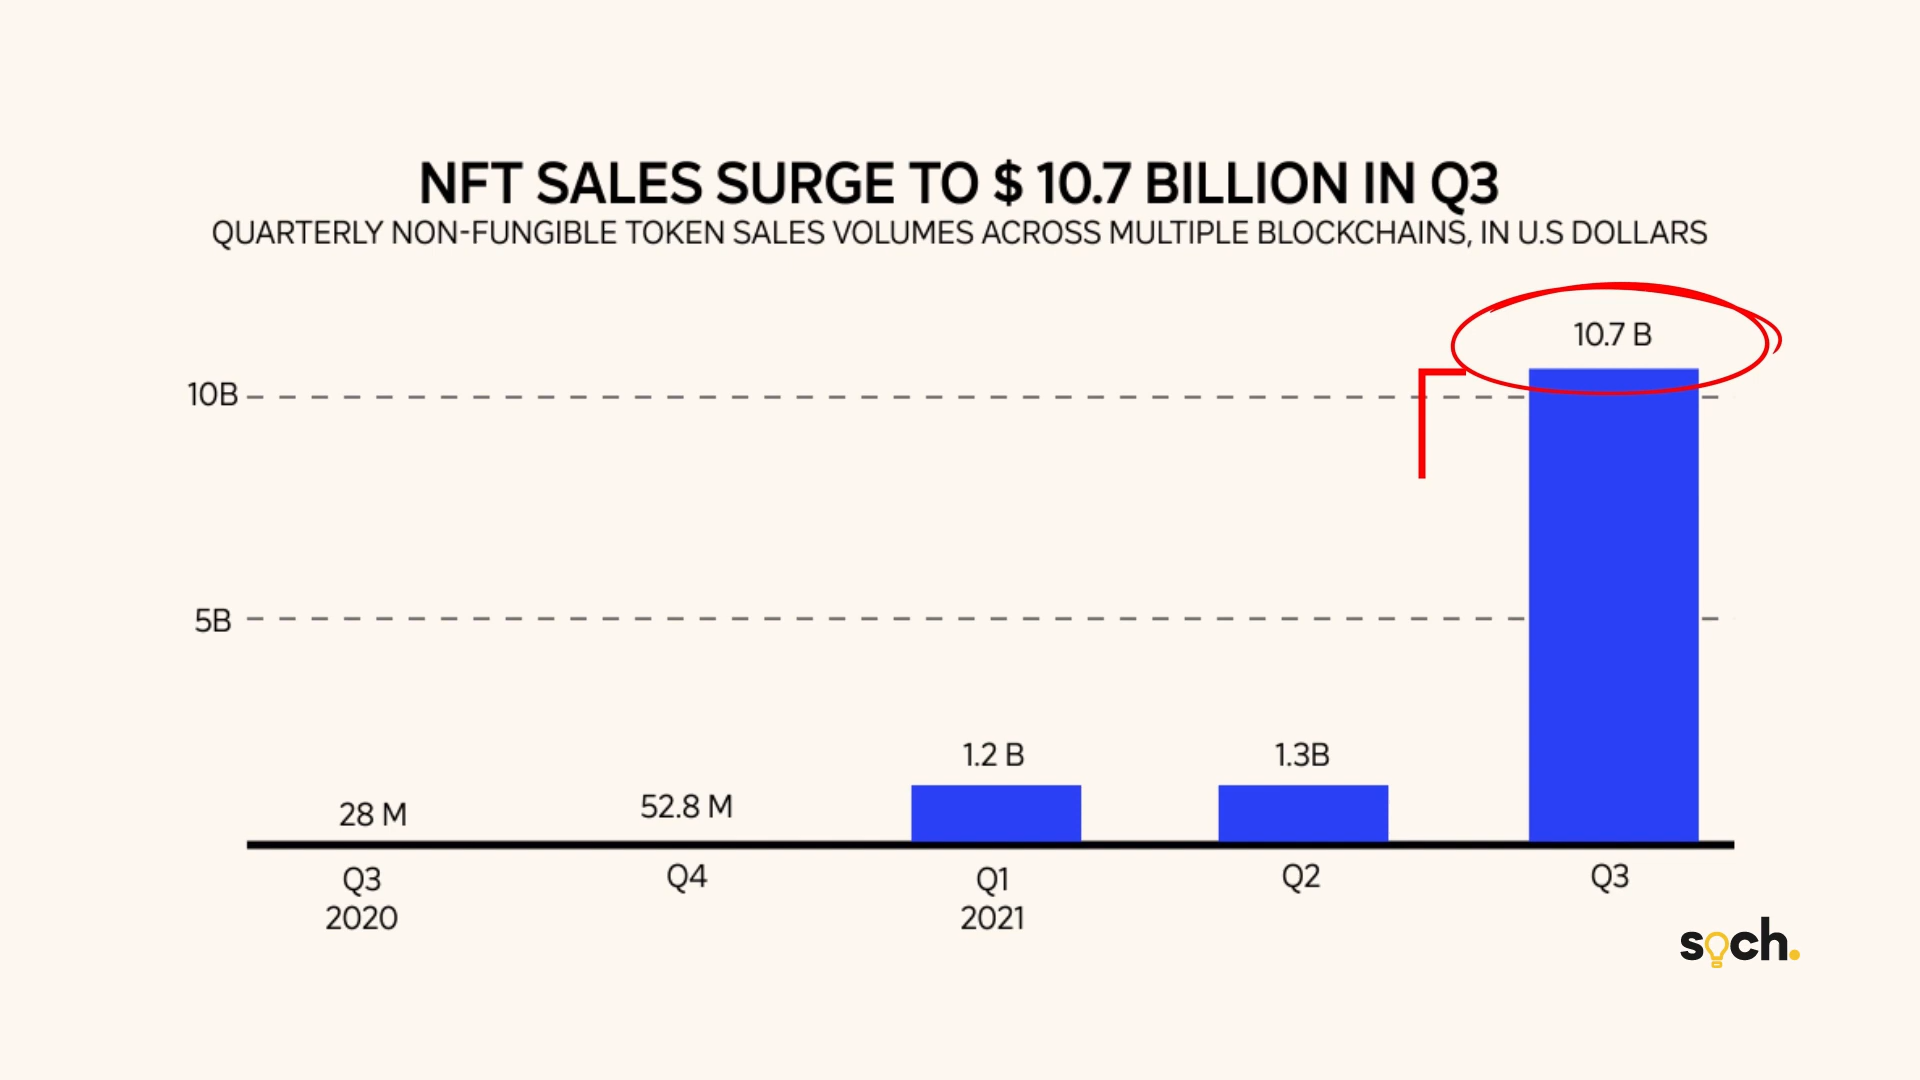 NFT SALES SURGE TO $ 10.7 BILLION IN Q3
QUARTERLY NON-FUNGIBLE TOKEN SALES VOLUMES ACROSS MULTIPLE BLOCKCHAINS, IN U.S DOLLARS
10.7 B
10B
5B
1.2 B
1.3B
28 M
52.8 M
Q3
2020
Q4
Q1
2021
Q2
Q3
soch.